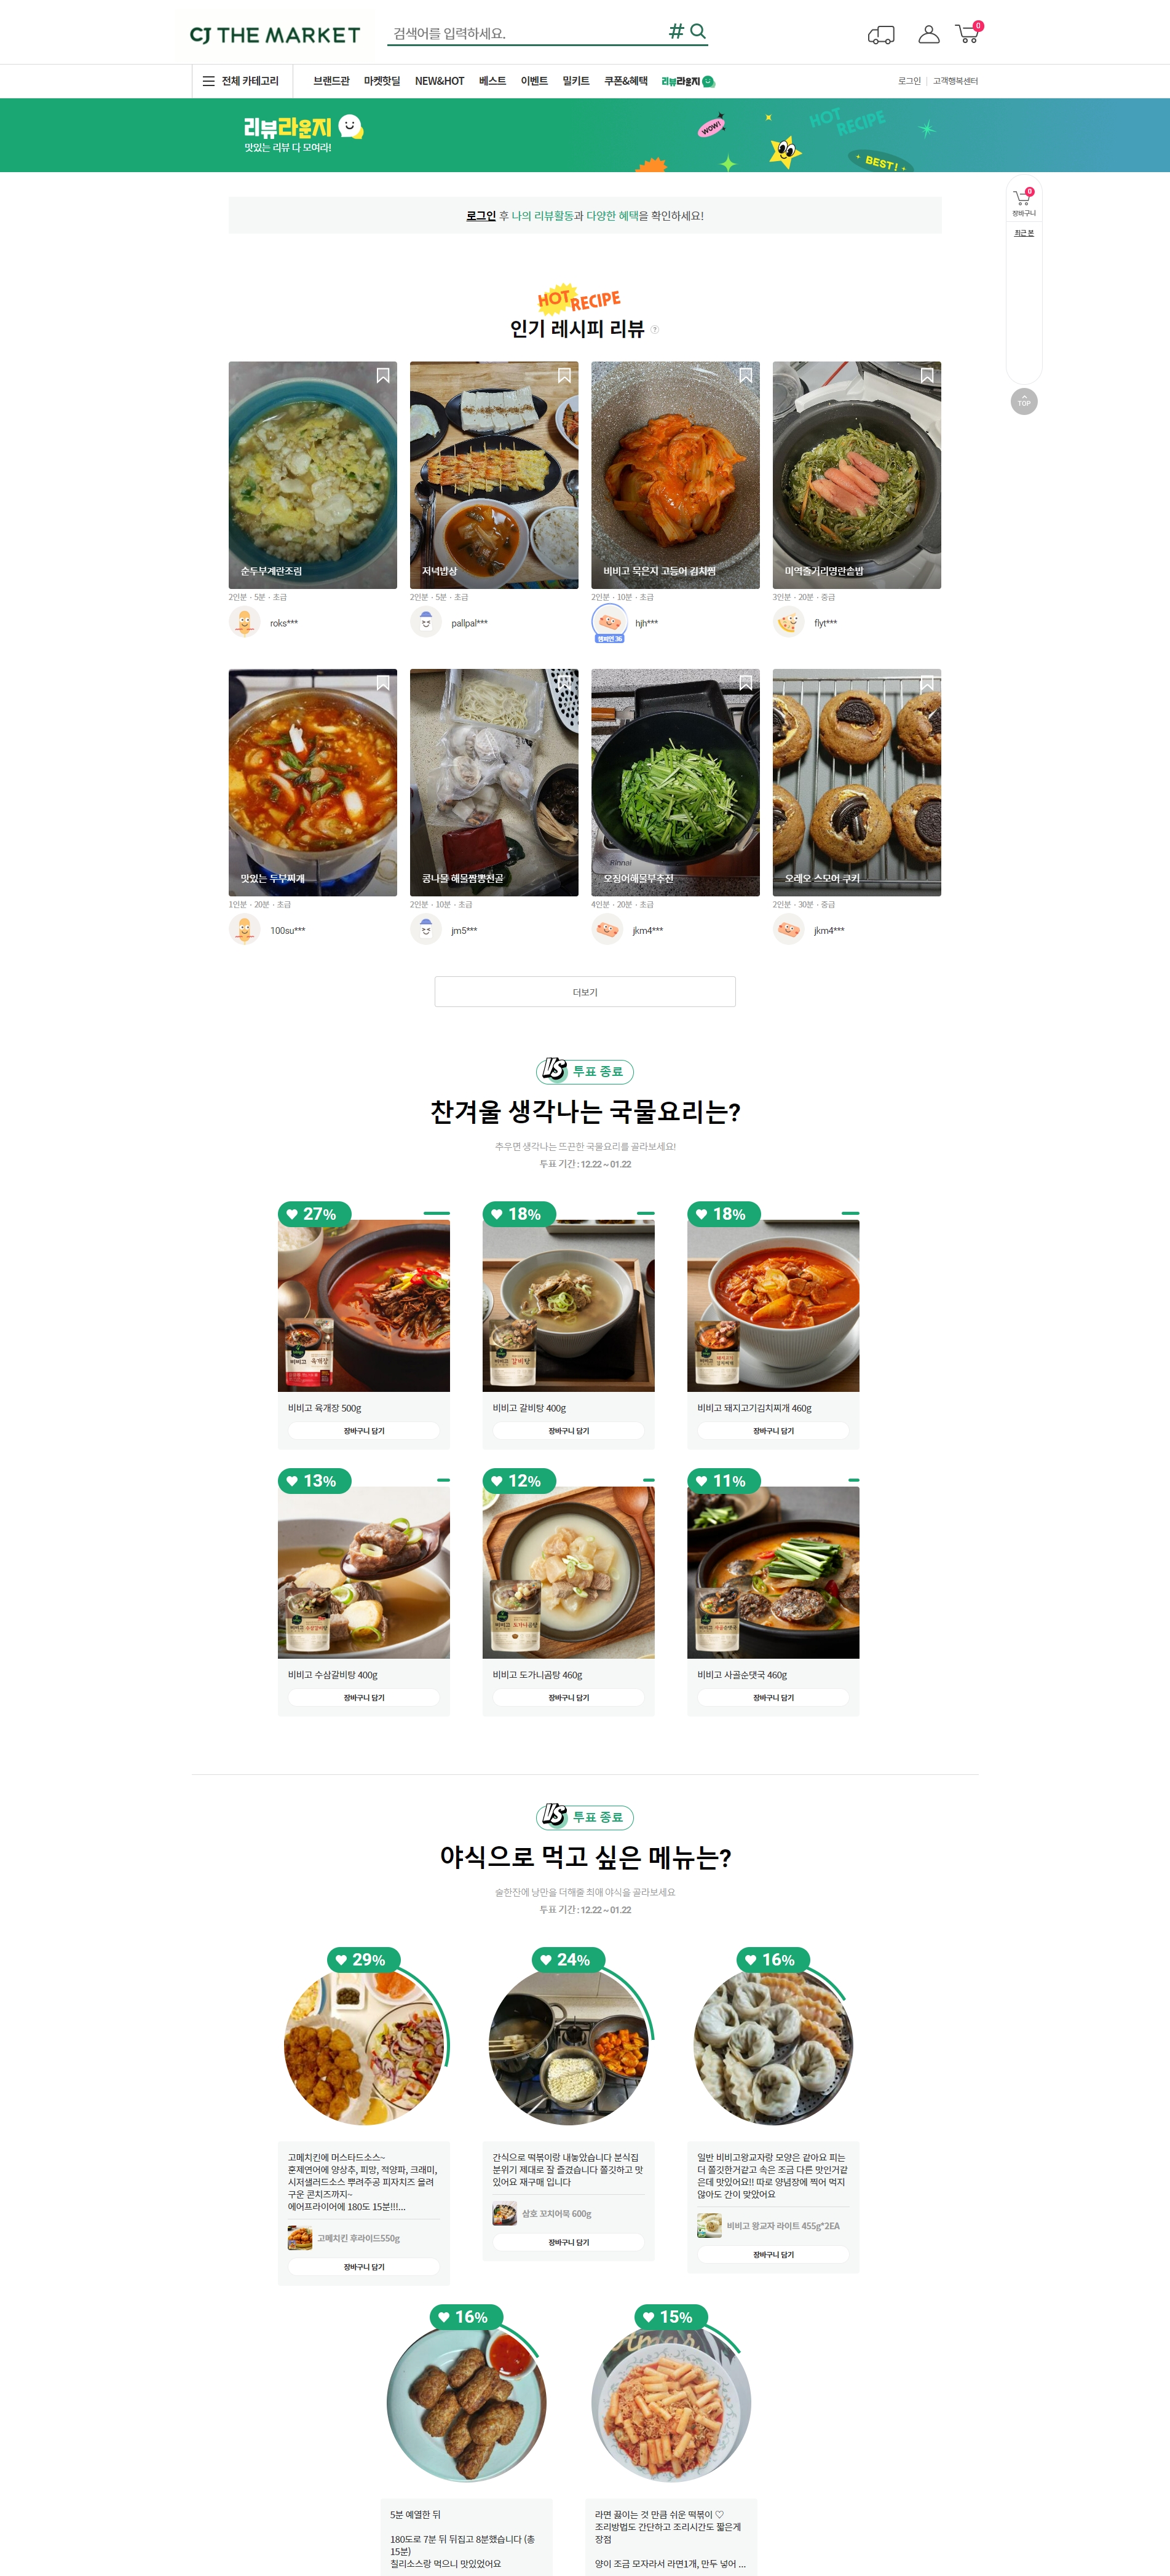 CJ THE MARKET
검색어를 입력하세요.
0
전체 카테고리
브랜드관
마켓핫딜
NEW&HOT
베스트
이벤트
밀키트
쿠폰&혜택
리뷰라운지
로그인
고객행복센터
리뷰라운지
맛있는 리뷰 다 모여라!
WOW!
HOT RECIPE
BEST!
0
장바구니
최근 본
TOP
로그인 후 나의 리뷰활동과 다양한 혜택을 확인하세요!
HOT RECIPE
인기 레시피 리뷰 ?
순두부계란조림
저녁밥상
비비고 묵은지 고등어 김치찜
미역줄거리명란솥밥
2인분 · 5분 · 초급
2인분 · 5분 · 초급
2인분 · 10분 · 초급
3인분 · 20분 · 중급
roks***
pallpal***
hjh***
flyt***
맛있는 두부찌개
콩나물 해물짬뽕전골
Rinnai
오징어해물부추전
오레오 스모어 쿠키
1인분 · 20분 · 초급
2인분 · 10분 · 초급
4인분 · 20분 · 초급
2인분 · 30분 · 중급
100su***
jm5***
jkm4***
jkm4***
더보기
VS 투표 종료
찬겨울 생각나는 국물요리는?
추우면 생각나는 뜨끈한 국물요리를 골라보세요!
투표 기간 : 12.22 ~ 01.22
27%
18%
18%
비비고 육개장 500g
비비고 갈비탕 400g
비비고 돼지고기김치찌개 460g
장바구니 담기
장바구니 담기
장바구니 담기
13%
12%
11%
비비고 수삼갈비탕 400g
비비고 도가니곰탕 460g
비비고 사골순댓국 460g
장바구니 담기
장바구니 담기
장바구니 담기
VS 투표 종료
야식으로 먹고 싶은 메뉴는?
술한잔에 낭만을 더해줄 최애 야식을 골라보세요
투표 기간 : 12.22 ~ 01.22
29%
24%
16%
고메치킨에 머스타드소스~
훈제연어에 양상추, 피망, 적양파, 크래미,
시저샐러드소스 뿌려주공 피자치즈 올려
구운 콘치즈까지~
에어프라이어에 180도 15분!!!...
고메치킨 후라이드550g
장바구니 담기
간식으로 떡볶이랑 내놓았습니다 분식집
분위기 제대로 잘 즐겼습니다 쫄깃하고 맛
있어요 재구매 입니다
삼호 꼬치어묵 600g
장바구니 담기
일반 비비고왕교자랑 모양은 같아요 피는
더 쫄깃한거같고 속은 조금 다른 맛인거같
은데 맛있어요!! 따로 양념장에 찍어 먹지
않아도 간이 맞았어요
비비고 왕교자 라이트 455g*2EA
장바구니 담기
16%
15%
5분 예열한 뒤
180도로 7분 뒤 뒤집고 8분했습니다 (총
15분)
칠리소스랑 먹으니 맛있었어요
라면 끓이는 것 만큼 쉬운 떡볶이 ♡
조리방법도 간단하고 조리시간도 짧은게
장점
양이 조금 모자라서 라면1개, 만두 넣어 ...